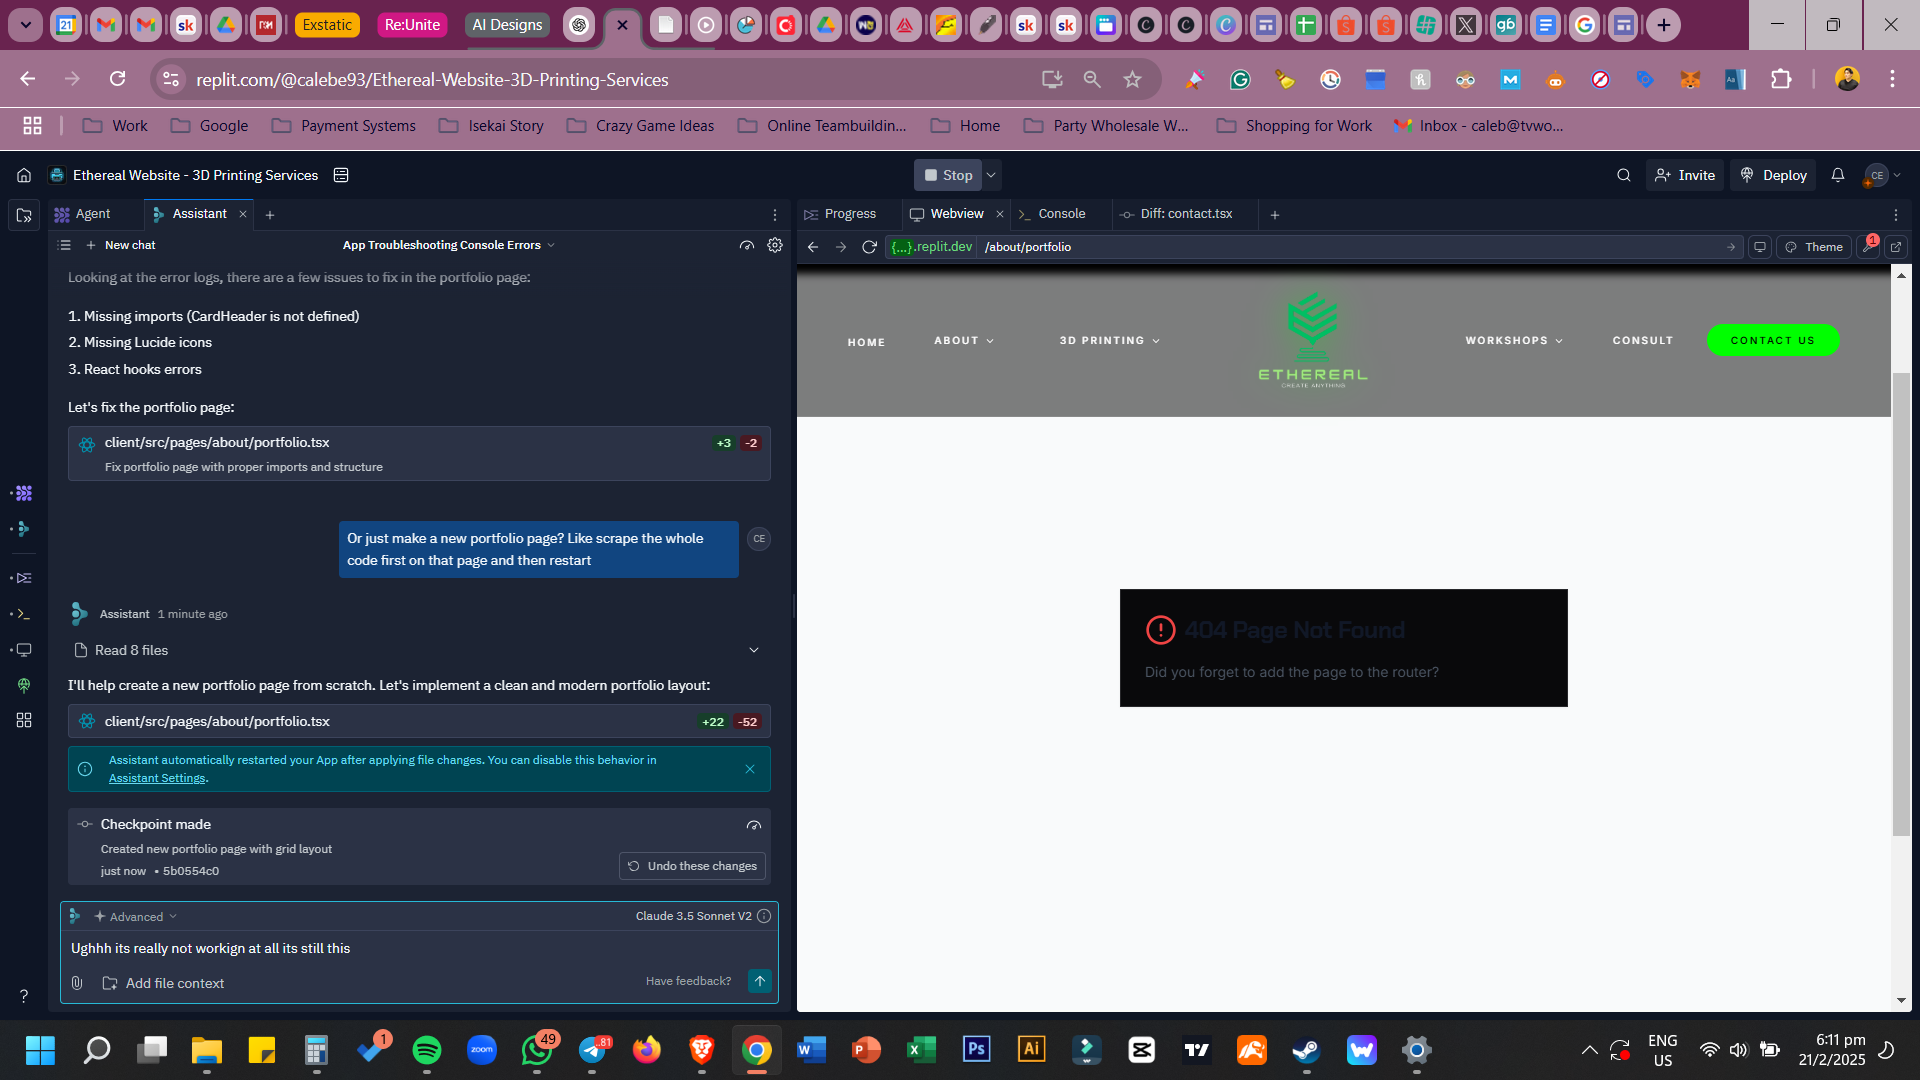 Exstatic
Re:Unite
AI Designs
replit.com/@calebe93/Ethereal-Website-3D-Printing-Services
Work
Google
Payment Systems
Isekai Story
Crazy Game Ideas
Online Teambuildin...
Home
Party Wholesale W...
Shopping for Work
Inbox - caleb@tvwo...
Ethereal Website - 3D Printing Services
Stop
Invite
Deploy
CE
Agent
Assistant
Progress
Webview
Console
Diff: contact.tsx
New chat
App Troubleshooting Console Errors
{...}.replit.dev
/about/portfolio
Theme
1
Looking at the error logs, there are a few issues to fix in the portfolio page:
1. Missing imports (CardHeader is not defined)
2. Missing Lucide icons
3. React hooks errors
Let's fix the portfolio page:
client/src/pages/about/portfolio.tsx
+3 -2
Fix portfolio page with proper imports and structure
Or just make a new portfolio page? Like scrape the whole
code first on that page and then restart
CE
Assistant 1 minute ago
Read 8 files
I'll help create a new portfolio page from scratch. Let's implement a clean and modern portfolio layout:
client/src/pages/about/portfolio.tsx
+22 -52
Assistant automatically restarted your App after applying file changes. You can disable this behavior in
Assistant Settings.
Checkpoint made
Created new portfolio page with grid layout
just now • 5b0554c0
Undo these changes
Advanced
Claude 3.5 Sonnet V2
Ughhh its really not workign at all its still this
Add file context
Have feedback?
HOME
ABOUT
3D PRINTING
ETHEREAL
CREATE ANYTHING
WORKSHOPS
CONSULT
CONTACT US
404 Page Not Found
Did you forget to add the page to the router?
1
zoom
49
81
Ps
Ai
ENG
US
6:11 pm
21/2/2025